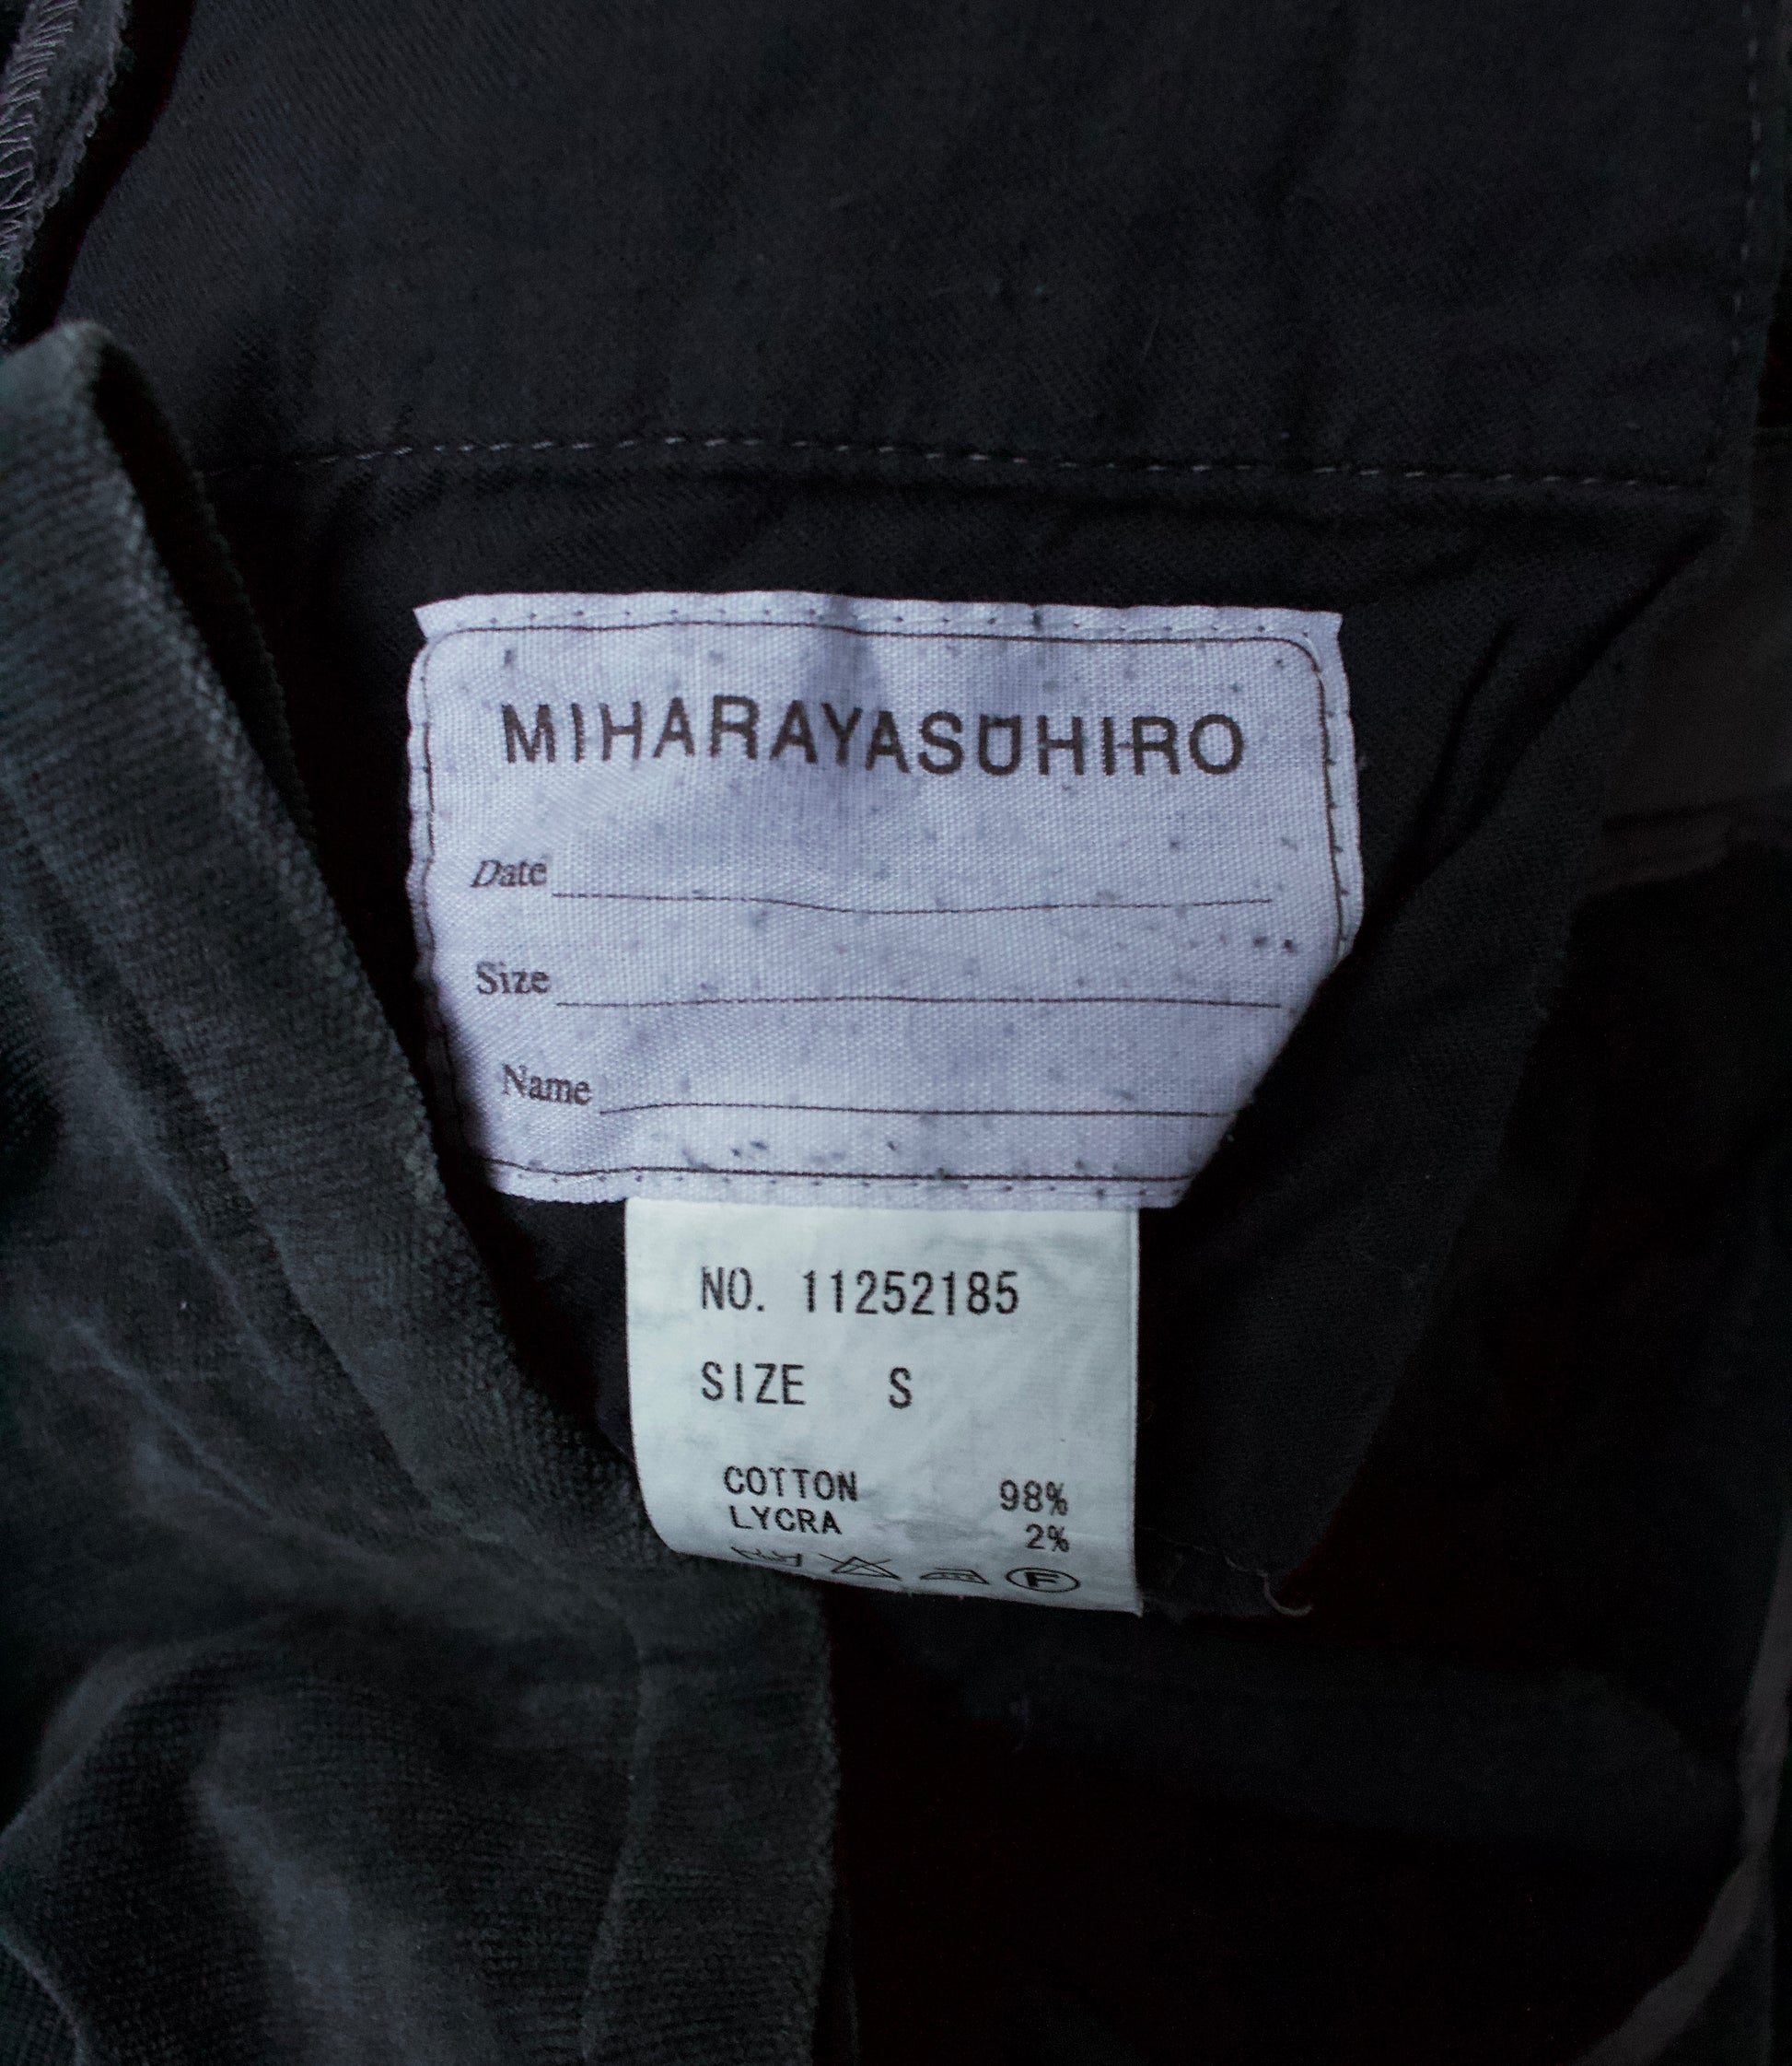 MIHARAYASUHIRO
Date
Size
Name
NO. 11252185
SIZE S
COTTON 98%
LYCRA 2%
F